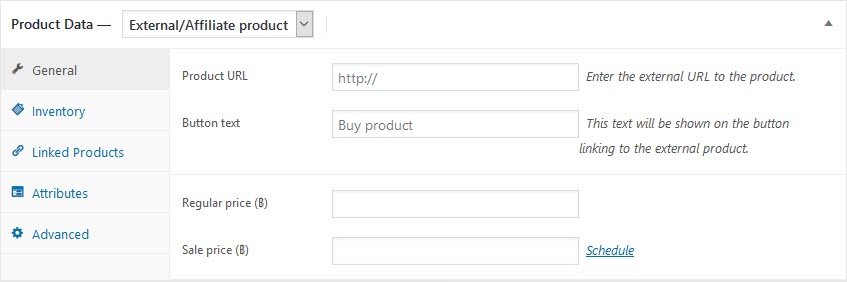 Product Data — External/Affiliate product
General
Inventory
Linked Products
Attributes
Advanced
Product URL http:// Enter the external URL to the product.
Button text Buy product This text will be shown on the button
linking to the external product.
Regular price (฿)
Sale price (฿) Schedule